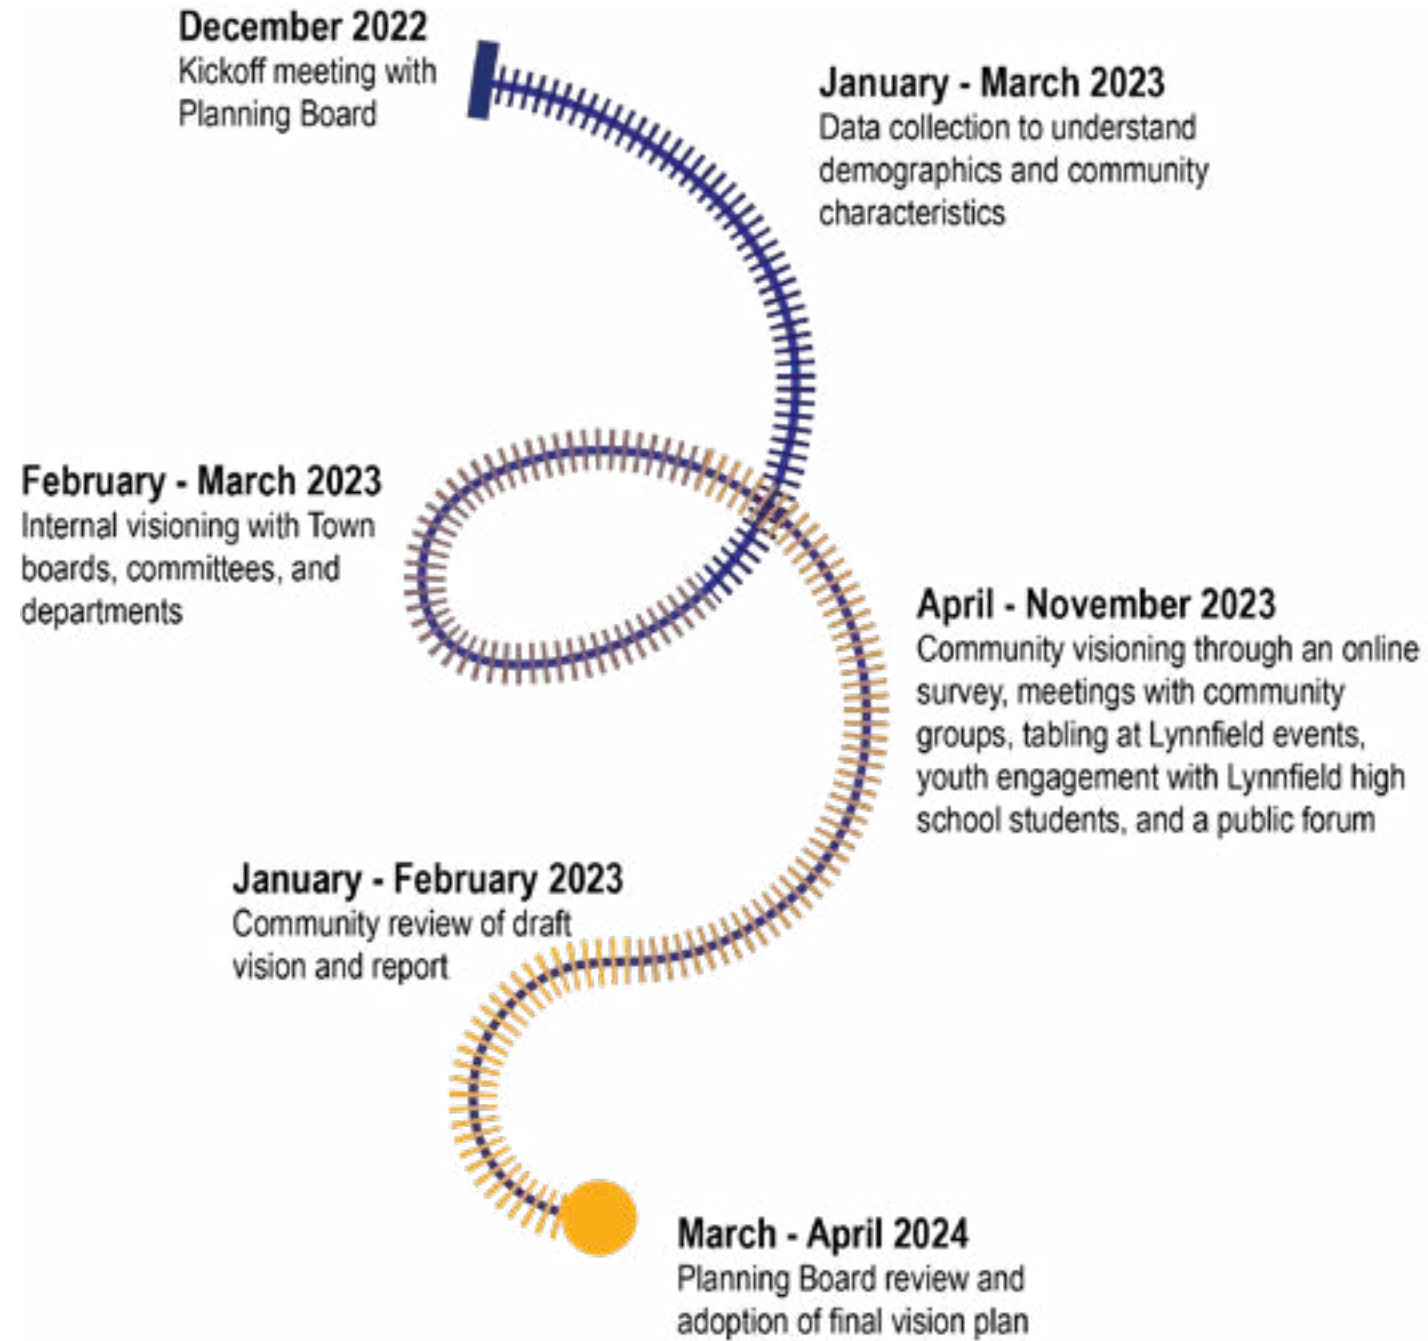 December 2022
Kickoff meeting with
Planning Board
January - March 2023
Data collection to understand
demographics and community
characteristics
February - March 2023
Internal visioning with Town
boards, committees, and
departments
April - November 2023
Community visioning through an online
survey, meetings with community
groups, tabling at Lynnfield events,
youth engagement with Lynnfield high
school students, and a public forum
January - February 2023
Community review of draft
vision and report
March - April 2024
Planning Board review and
adoption of final vision plan